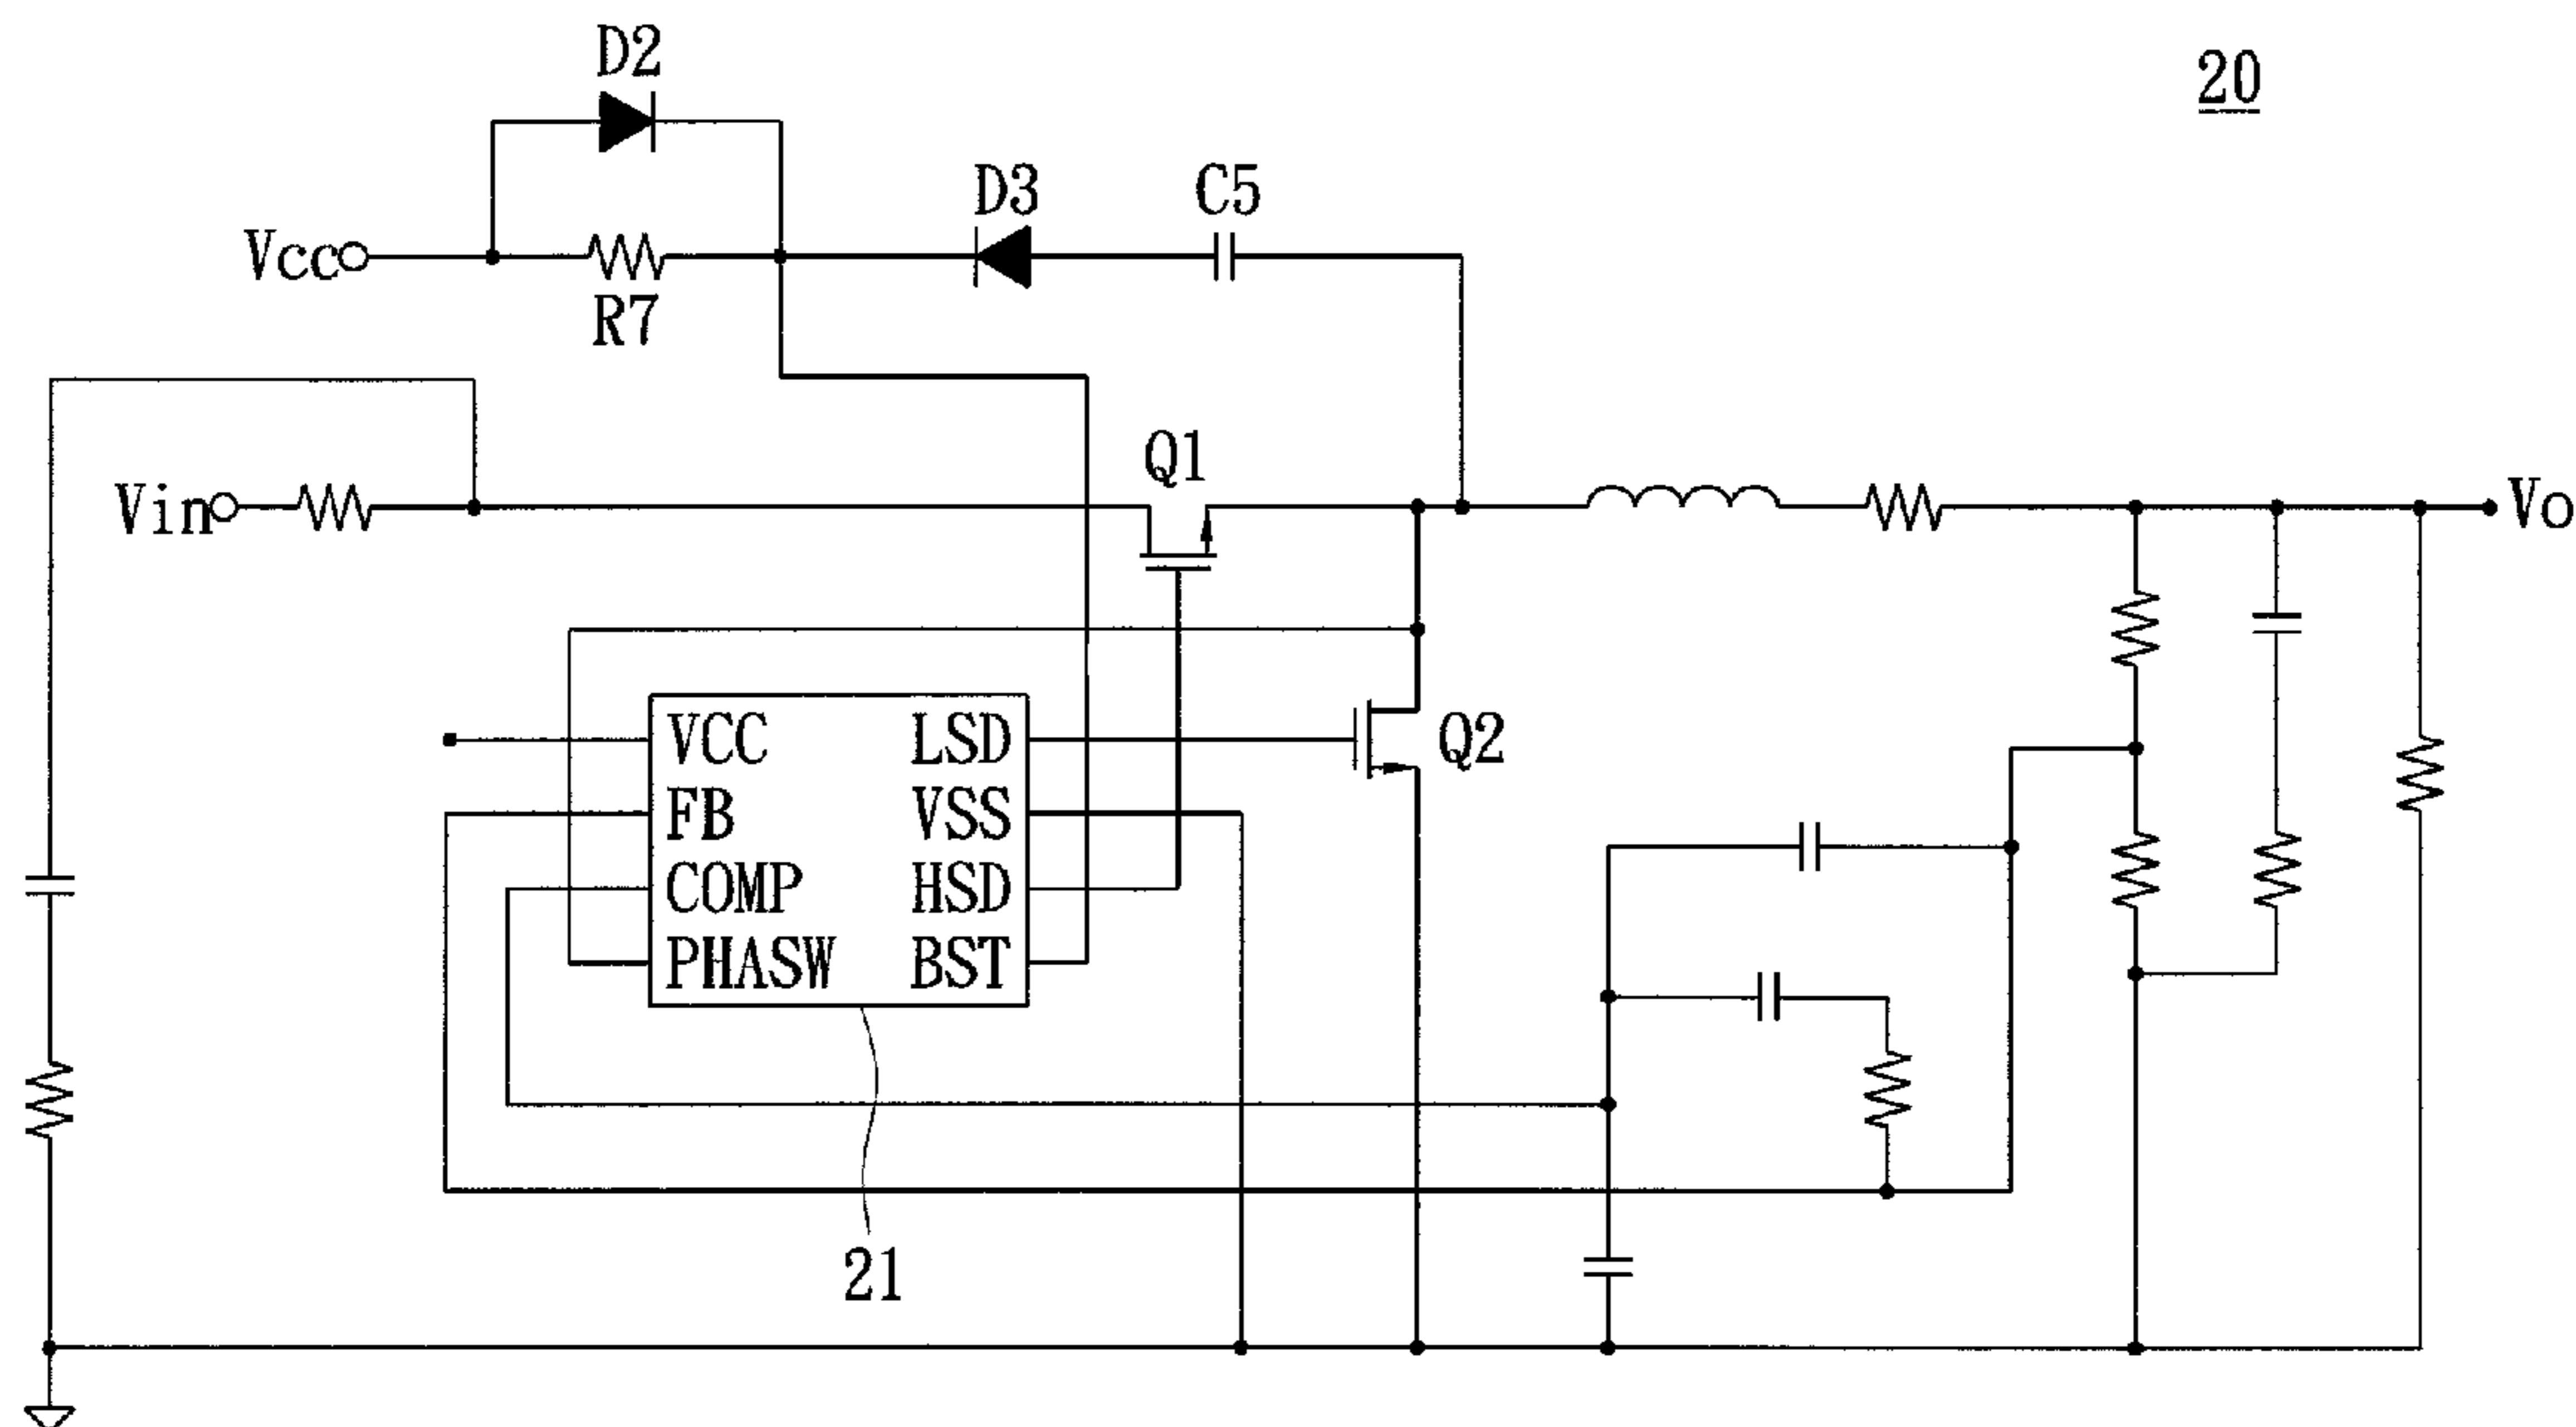 D2
20
D3
C5
Vcc
R7
Q1
Vin
Vo
VCC
LSD
Q2
FB
VSS
COMP
HSD
PHASW
BST
21